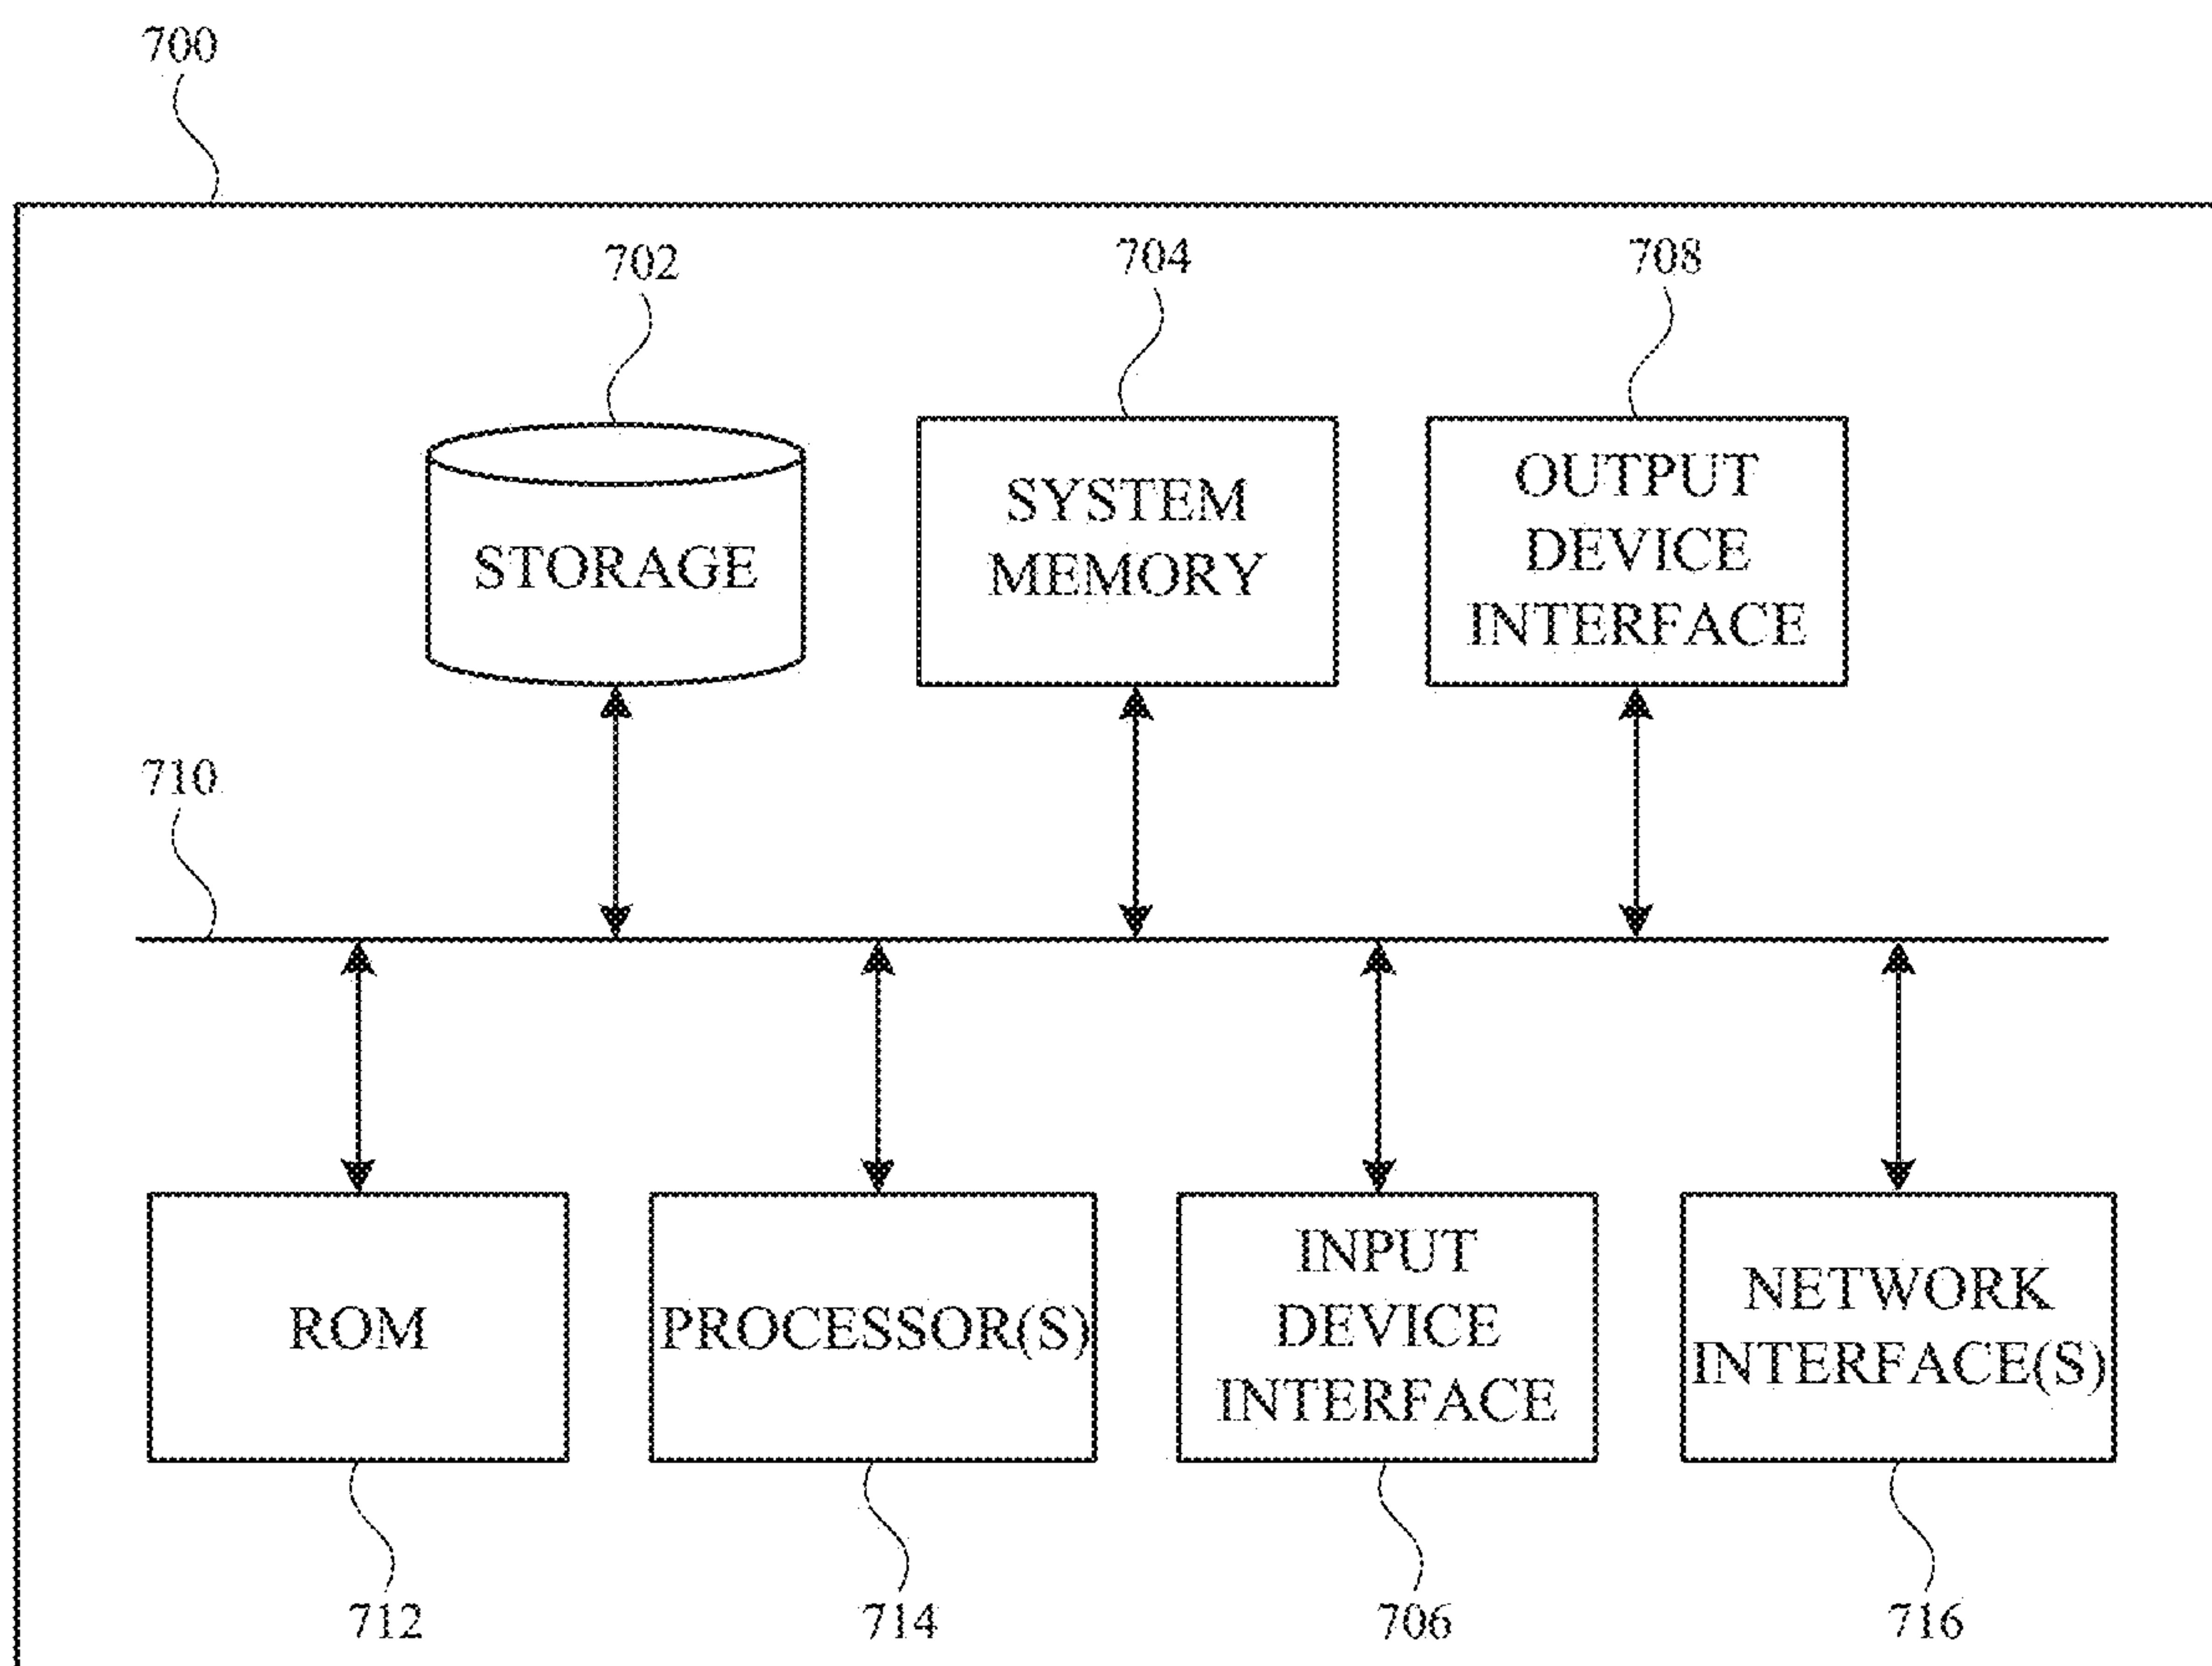 700
702
704
708
STORAGE
SYSTEM
MEMORY
OUTPUT
DEVICE
INTERFACE
710
ROM
PROCESSOR(S)
INPUT
DEVICE
INTERFACE
NETWORK
INTERFACE(S)
712
714
706
716